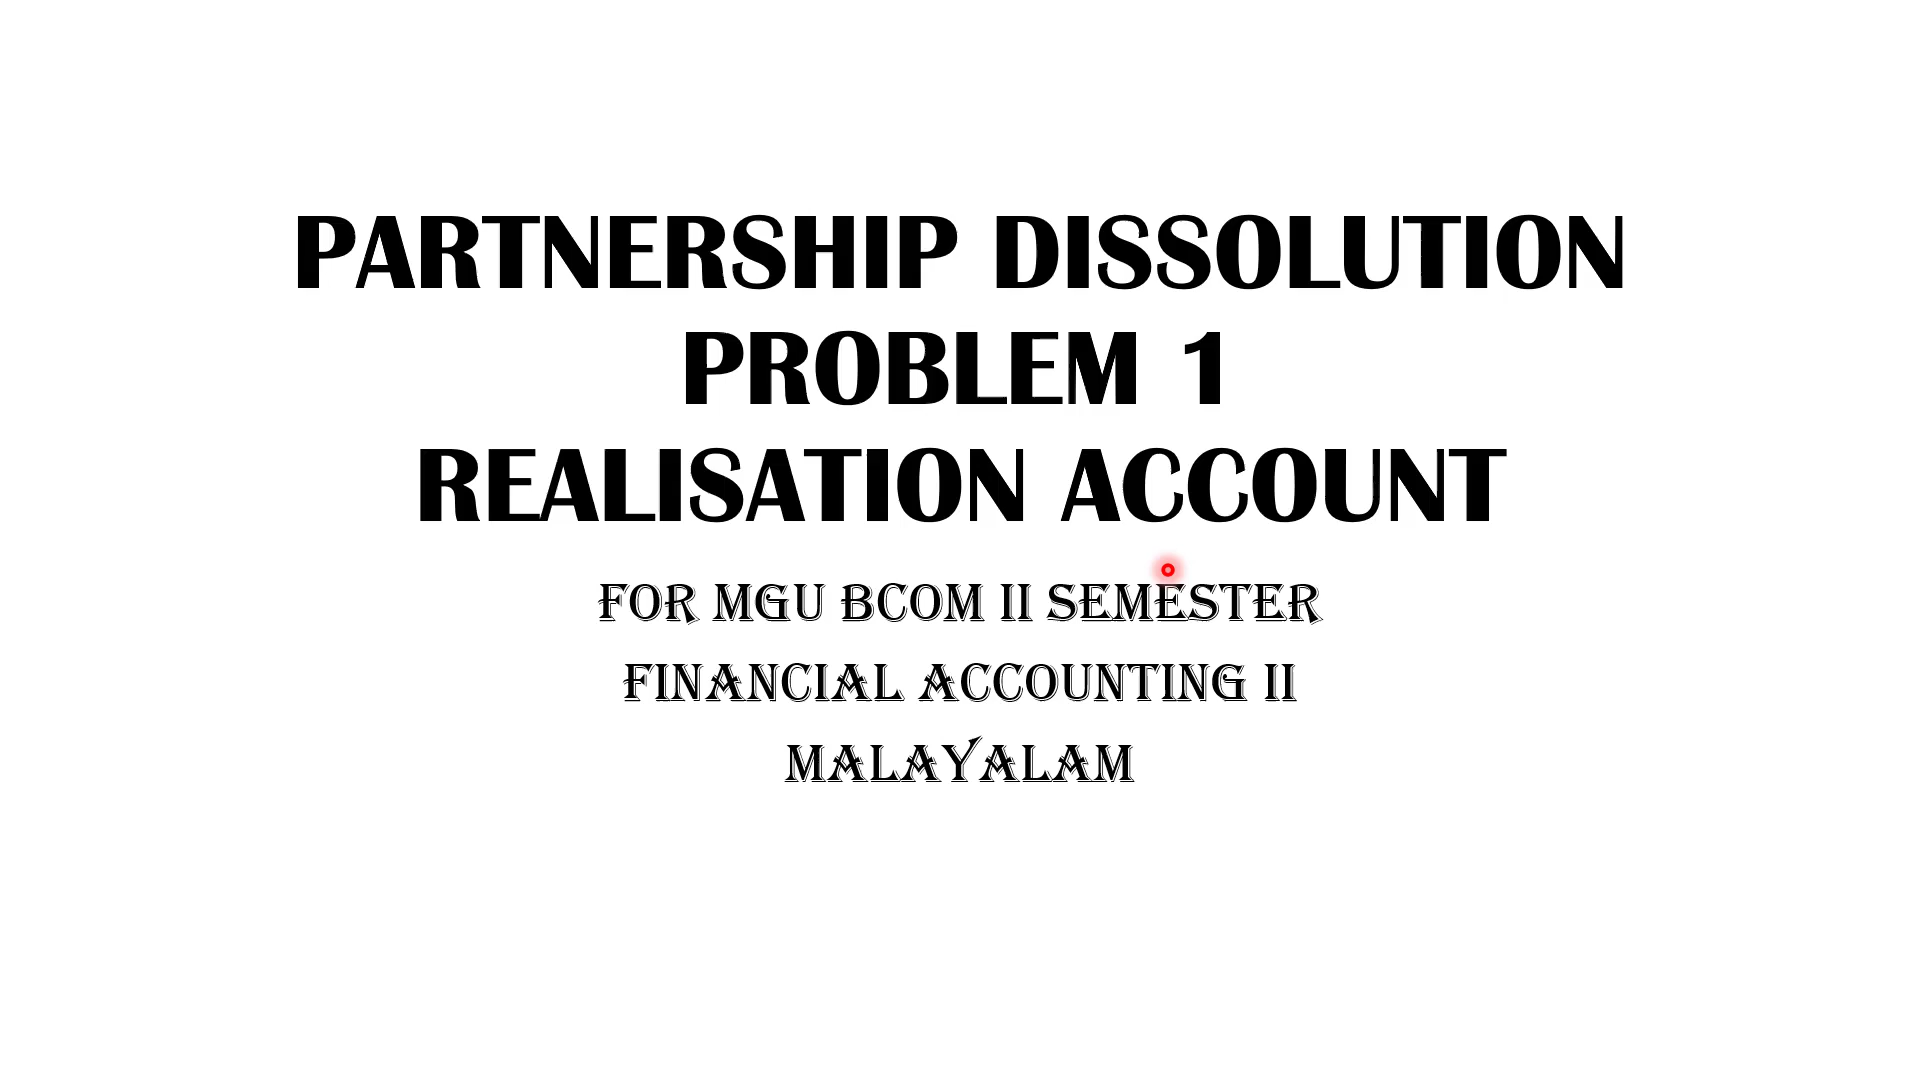 PARTNERSHIP DISSOLUTION
PROBLEM 1
REALISATION ACCOUNT
FOR MGU BCOM II SEMESTER
FINANCIAL ACCOUNTING II
MALAYALAM